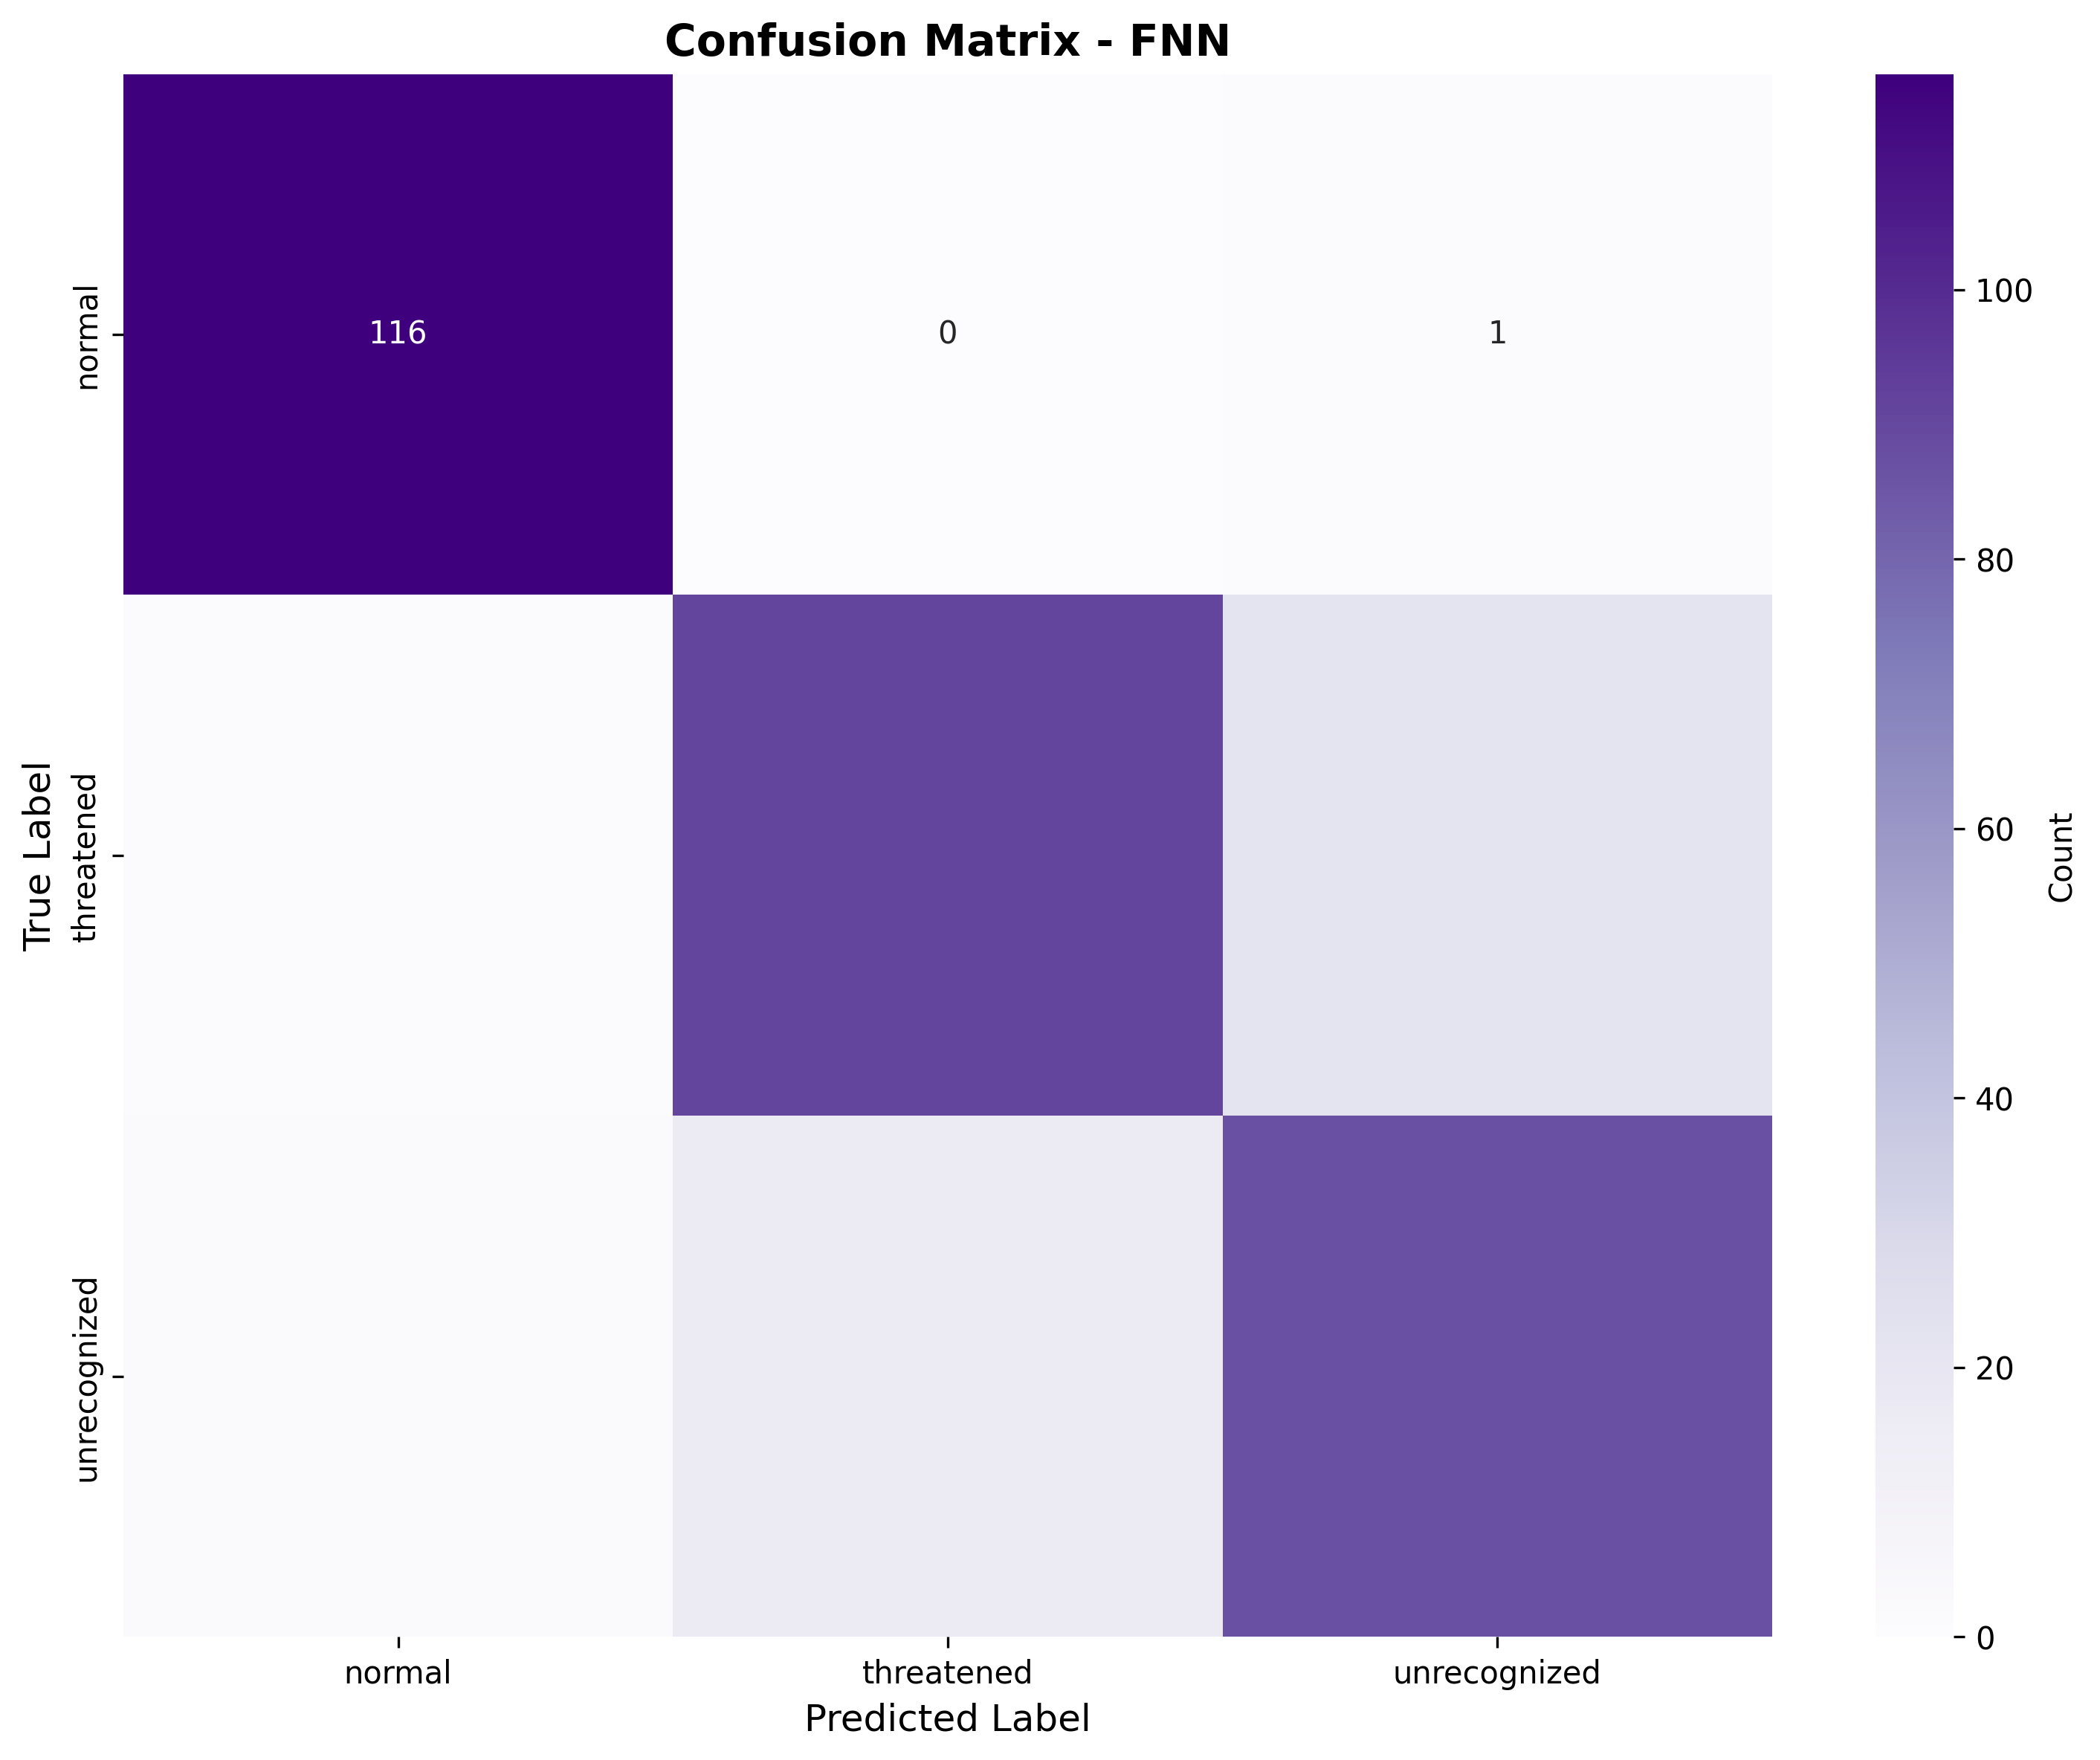 Confusion Matrix - FNN
normal
116
0
1
threatened
unrecognized
True Label
normal
threatened
unrecognized
Predicted Label
100
80
60
40
20
0
Count